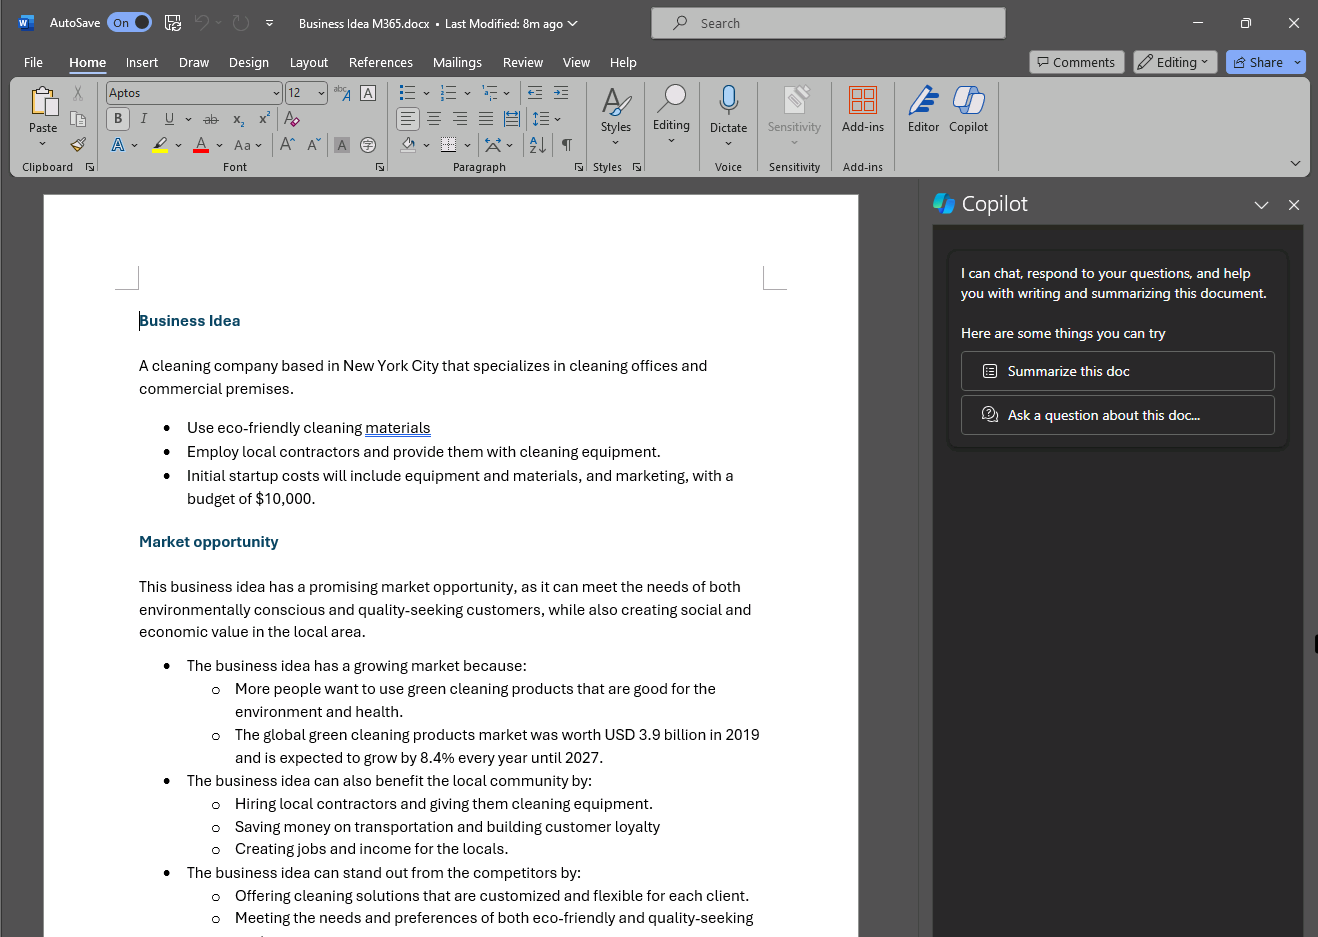 AutoSave On Business Idea M365.docx • Last Modified: 8m ago Search
File Home Insert Draw Design Layout References Mailings Review View Help Comments Editing Share
Aptos 12
Paste Styles Editing Dictate Sensitivity Add-ins Editor Copilot
Clipboard Font Paragraph Styles Voice Sensitivity Add-ins
Business Idea
A cleaning company based in New York City that specializes in cleaning offices and
commercial premises.
• Use eco-friendly cleaning materials
• Employ local contractors and provide them with cleaning equipment.
• Initial startup costs will include equipment and materials, and marketing, with a
budget of $10,000.
Market opportunity
This business idea has a promising market opportunity, as it can meet the needs of both
environmentally conscious and quality-seeking customers, while also creating social and
economic value in the local area.
• The business idea has a growing market because:
o More people want to use green cleaning products that are good for the
environment and health.
o The global green cleaning products market was worth USD 3.9 billion in 2019
and is expected to grow by 8.4% every year until 2027.
• The business idea can also benefit the local community by:
o Hiring local contractors and giving them cleaning equipment.
o Saving money on transportation and building customer loyalty
o Creating jobs and income for the locals.
• The business idea can stand out from the competitors by:
o Offering cleaning solutions that are customized and flexible for each client.
o Meeting the needs and preferences of both eco-friendly and quality-seeking
Copilot
I can chat, respond to your questions, and help
you with writing and summarizing this document.
Here are some things you can try
Summarize this doc
Ask a question about this doc...